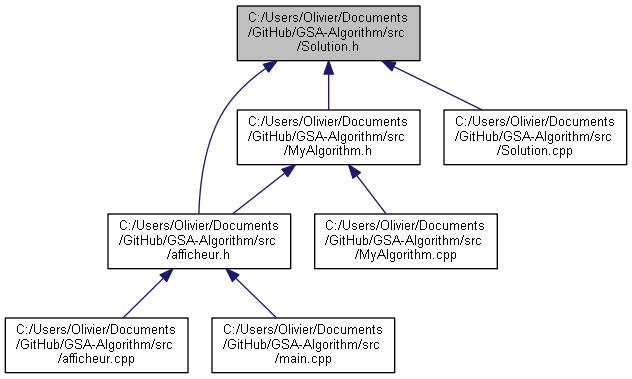 C:/Users/Olivier/Documents
/GitHub/GSA-Algorithm/src
/Solution.h
C:/Users/Olivier/Documents
/GitHub/GSA-Algorithm/src
/MyAlgorithm.h
C:/Users/Olivier/Documents
/GitHub/GSA-Algorithm/src
/Solution.cpp
C:/Users/Olivier/Documents
/GitHub/GSA-Algorithm/src
/afficheur.h
C:/Users/Olivier/Documents
/GitHub/GSA-Algorithm/src
/MyAlgorithm.cpp
C:/Users/Olivier/Documents
/GitHub/GSA-Algorithm/src
/afficheur.cpp
C:/Users/Olivier/Documents
/GitHub/GSA-Algorithm/src
/main.cpp